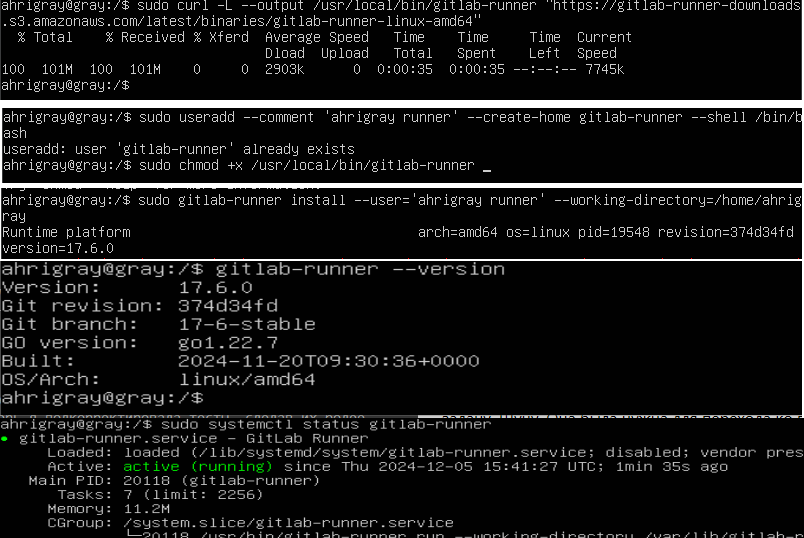 ahrigray@gray:/$ sudo curl -L --output /usr/local/bin/gitlab-runner "https://gitlab-runner-downloads
.s3.amazonaws.com/latest/binaries/gitlab-runner-linux-amd64"
% Total % Received % Xferd Average Speed Time Time Time Current
Dload Upload Total Spent Left Speed
100 101M 100 101M 0 0 2903k 0 0:00:35 0:00:35 --:--:-- 7745k
ahrigray@gray:/$
ahrigray@gray:/$ sudo useradd --comment 'ahrigray runner' --create-home gitlab-runner --shell /bin/b
ash
useradd: user 'gitlab-runner' already exists
ahrigray@gray:/$ sudo chmod +x /usr/local/bin/gitlab-runner _
ahrigray@gray:/$ sudo gitlab-runner install --user='ahrigray runner' --working-directory=/home/ahrig
ray
Runtime platform arch=amd64 os=linux pid=19548 revision=374d34fd
version=17.6.0
ahrigray@gray:/$ gitlab-runner --version
Version: 17.6.0
Git revision: 374d34fd
Git branch: 17-6-stable
GO version: go1.22.7
Built: 2024-11-20T09:30:36+0000
OS/Arch: linux/amd64
ahrigray@gray:/$
ahrigray@gray:/$ sudo systemctl status gitlab-runner
● gitlab-runner.service - GitLab Runner
Loaded: loaded (/lib/systemd/system/gitlab-runner.service; disabled; vendor pres
Active: active (running) since Thu 2024-12-05 15:41:27 UTC; 1min 35s ago
Main PID: 20118 (gitlab-runner)
Tasks: 7 (limit: 2256)
Memory: 11.2M
CGroup: /system.slice/gitlab-runner.service
└─20118 /usr/bin/gitlab-runner run --working-directory /var/lib/gitlab-r